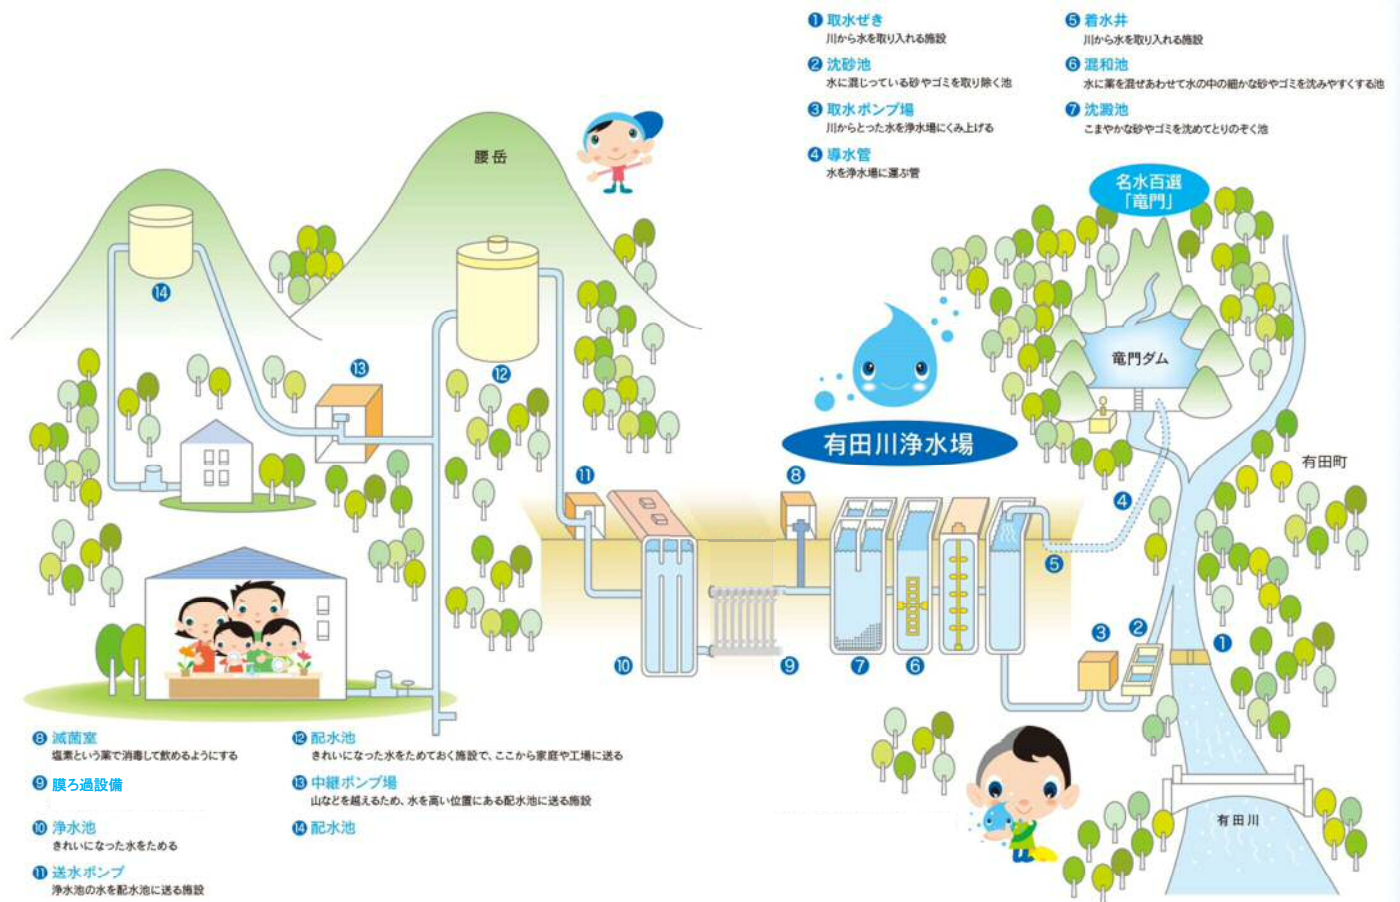 ❶ 取水ぜき
川から水を取り入れる施設
❷ 沈砂池
水に混じっている砂やゴミを取り除く池
❸ 取水ポンプ場
川からとった水を浄水場にくみ上げる
❹ 導水管
水を浄水場に運ぶ管
❺ 着水井
川から水を取り入れる施設
❻ 混和池
水に薬を混ぜあわせて水の中の細かな砂やゴミを沈みやすくする池
❼ 沈澱池
こまやかな砂やゴミを沈めてとりのぞく池
腰岳
名水百選
「竜門」
竜門ダム
有田川浄水場
有田町
有田川
⓮
⓭
⓬
⓫
❽
❹
❺
❸
❷
❶
❿
❾
❼
❻
❽ 滅菌室
塩素という薬で消毒して飲めるようにする
❾ 膜ろ過設備
❿ 浄水池
きれいになった水をためる
⓫ 送水ポンプ
浄水池の水を配水池に送る施設
⓬ 配水池
きれいになった水をためておく施設で、ここから家庭や工場に送る
⓭ 中継ポンプ場
山などを越えるため、水を高い位置にある配水池に送る施設
⓮ 配水池